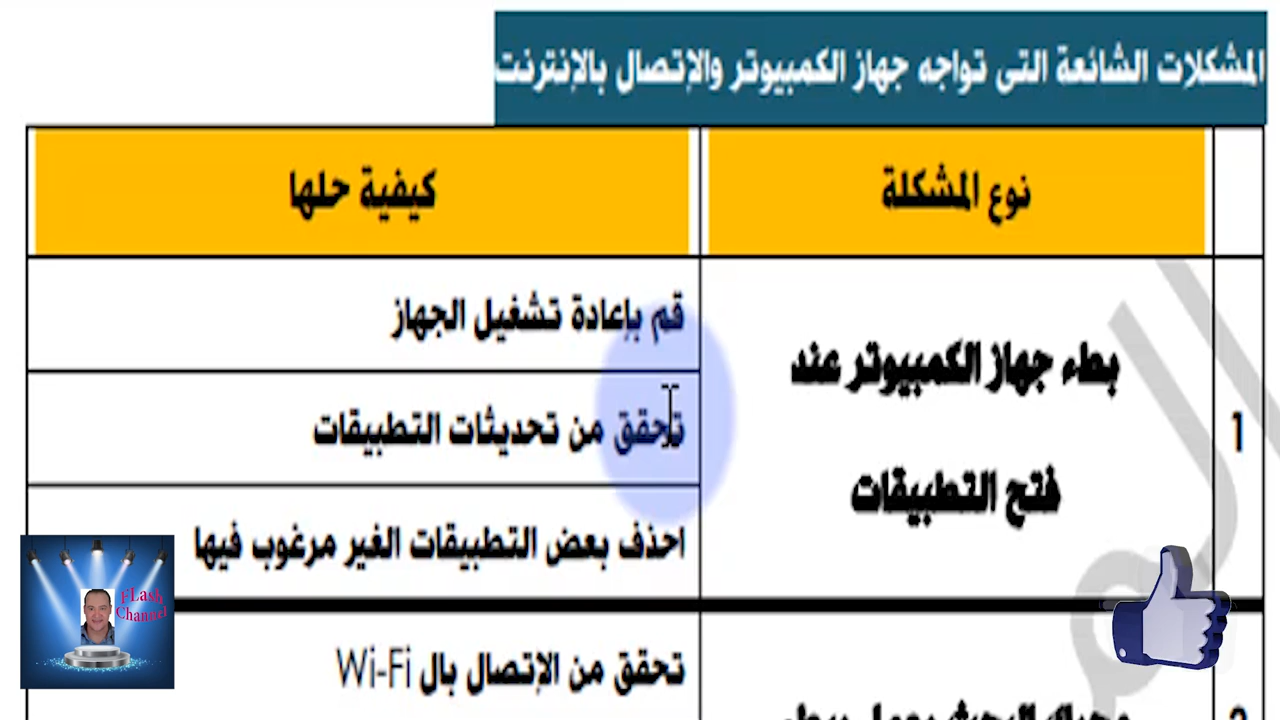 المشكلات الشائعة التى تواجه جهاز الكمبيوتر والإتصال بالإنترنت
نوع المشكلة
كيفية حلها
1
بطء جهاز الكمبيوتر عند
فتح التطبيقات
قم بإعادة تشغيل الجهاز
تحقق من تحديثات التطبيقات
احذف بعض التطبيقات الغير مرغوب فيها
تحقق من الإتصال بال Wi-Fi
FLash
Channel